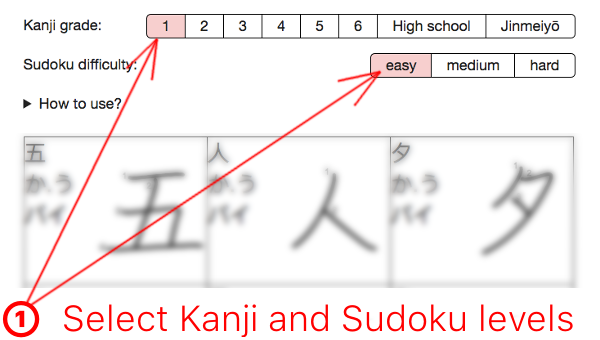 Kanji grade: 1 2 3 4 5 6 High school Jinmeiyō
Sudoku difficulty: easy medium hard
▶ How to use?
五 人 夕
か、う か、う か、う
バイ バイ バイ
五 人 夕
1 Select Kanji and Sudoku levels